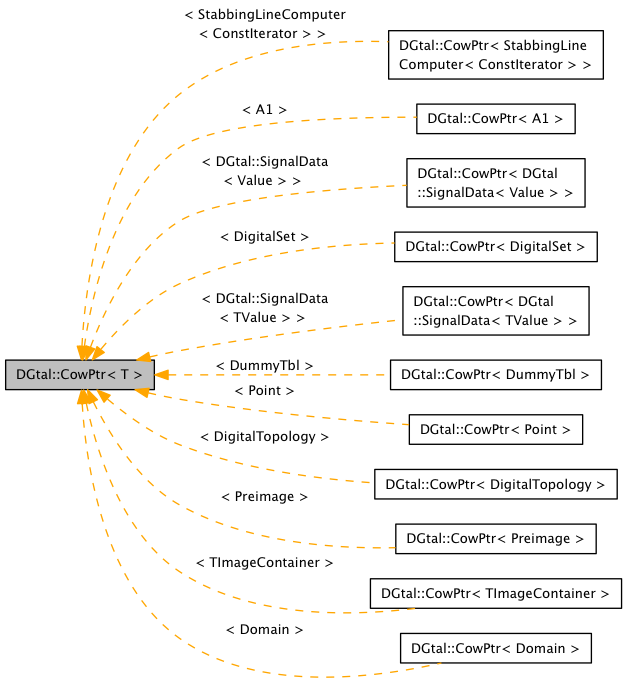 < StabbingLineComputer
< ConstIterator > >
DGtal::CowPtr< StabbingLine
Computer< ConstIterator > >
< A1 >
DGtal::CowPtr< A1 >
< DGtal::SignalData
< Value > >
DGtal::CowPtr< DGtal
::SignalData< Value > >
< DigitalSet >
DGtal::CowPtr< DigitalSet >
< DGtal::SignalData
< TValue > >
DGtal::CowPtr< DGtal
::SignalData< TValue > >
DGtal::CowPtr< T >
< DummyTbl >
DGtal::CowPtr< DummyTbl >
< Point >
DGtal::CowPtr< Point >
< DigitalTopology >
DGtal::CowPtr< DigitalTopology >
< Preimage >
DGtal::CowPtr< Preimage >
< TImageContainer >
DGtal::CowPtr< TImageContainer >
< Domain >
DGtal::CowPtr< Domain >